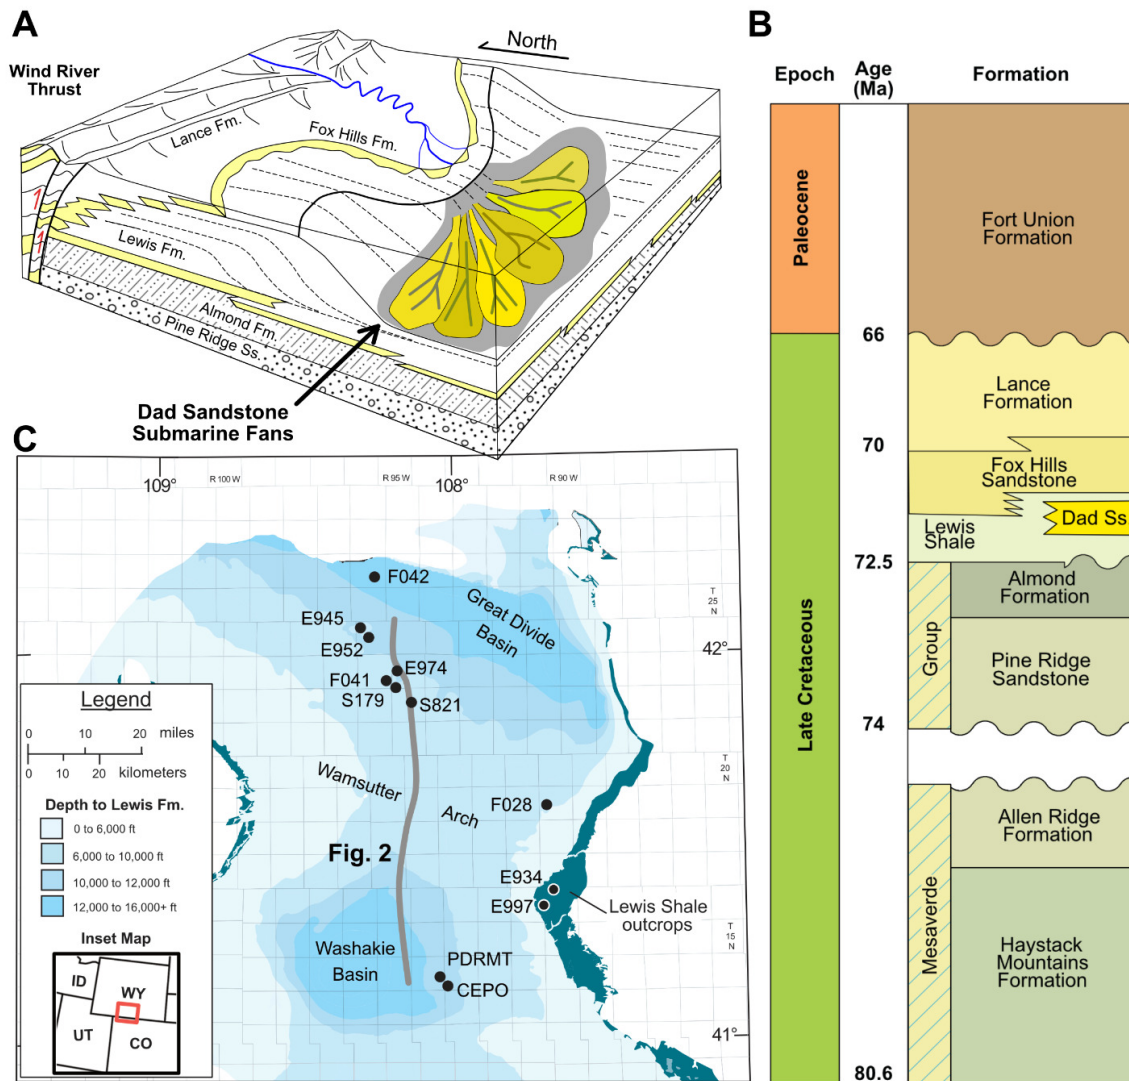 A
North
Wind River
Thrust
Lance Fm.
Fox Hills Fm.
Lewis Fm.
Almond Fm.
Pine Ridge Ss.
Dad Sandstone
Submarine Fans
B
Epoch
Age
(Ma)
Formation
Paleocene
Late Cretaceous
66
70
72.5
74
80.6
Fort Union
Formation
Lance
Formation
Fox Hills
Sandstone
Dad Ss
Lewis
Shale
Almond
Formation
Group
Pine Ridge
Sandstone
Allen Ridge
Formation
Mesaverde
Haystack
Mountains
Formation
C
109°
R 100 W
R 95 W
108°
R 90 W
F042
T
25
N
Great Divide
Basin
E945
E952
42°
E974
F041
S179
S821
T
20
N
Wamsutter
Arch
F028
Fig. 2
E934
E997
Lewis Shale
outcrops
T
15
N
Washakie
Basin
PDRMT
CEPO
41°
Legend
0 10 20 miles
0 10 20 kilometers
Depth to Lewis Fm.
0 to 6,000 ft
6,000 to 10,000 ft
10,000 to 12,000 ft
12,000 to 16,000+ ft
Inset Map
ID
WY
UT
CO